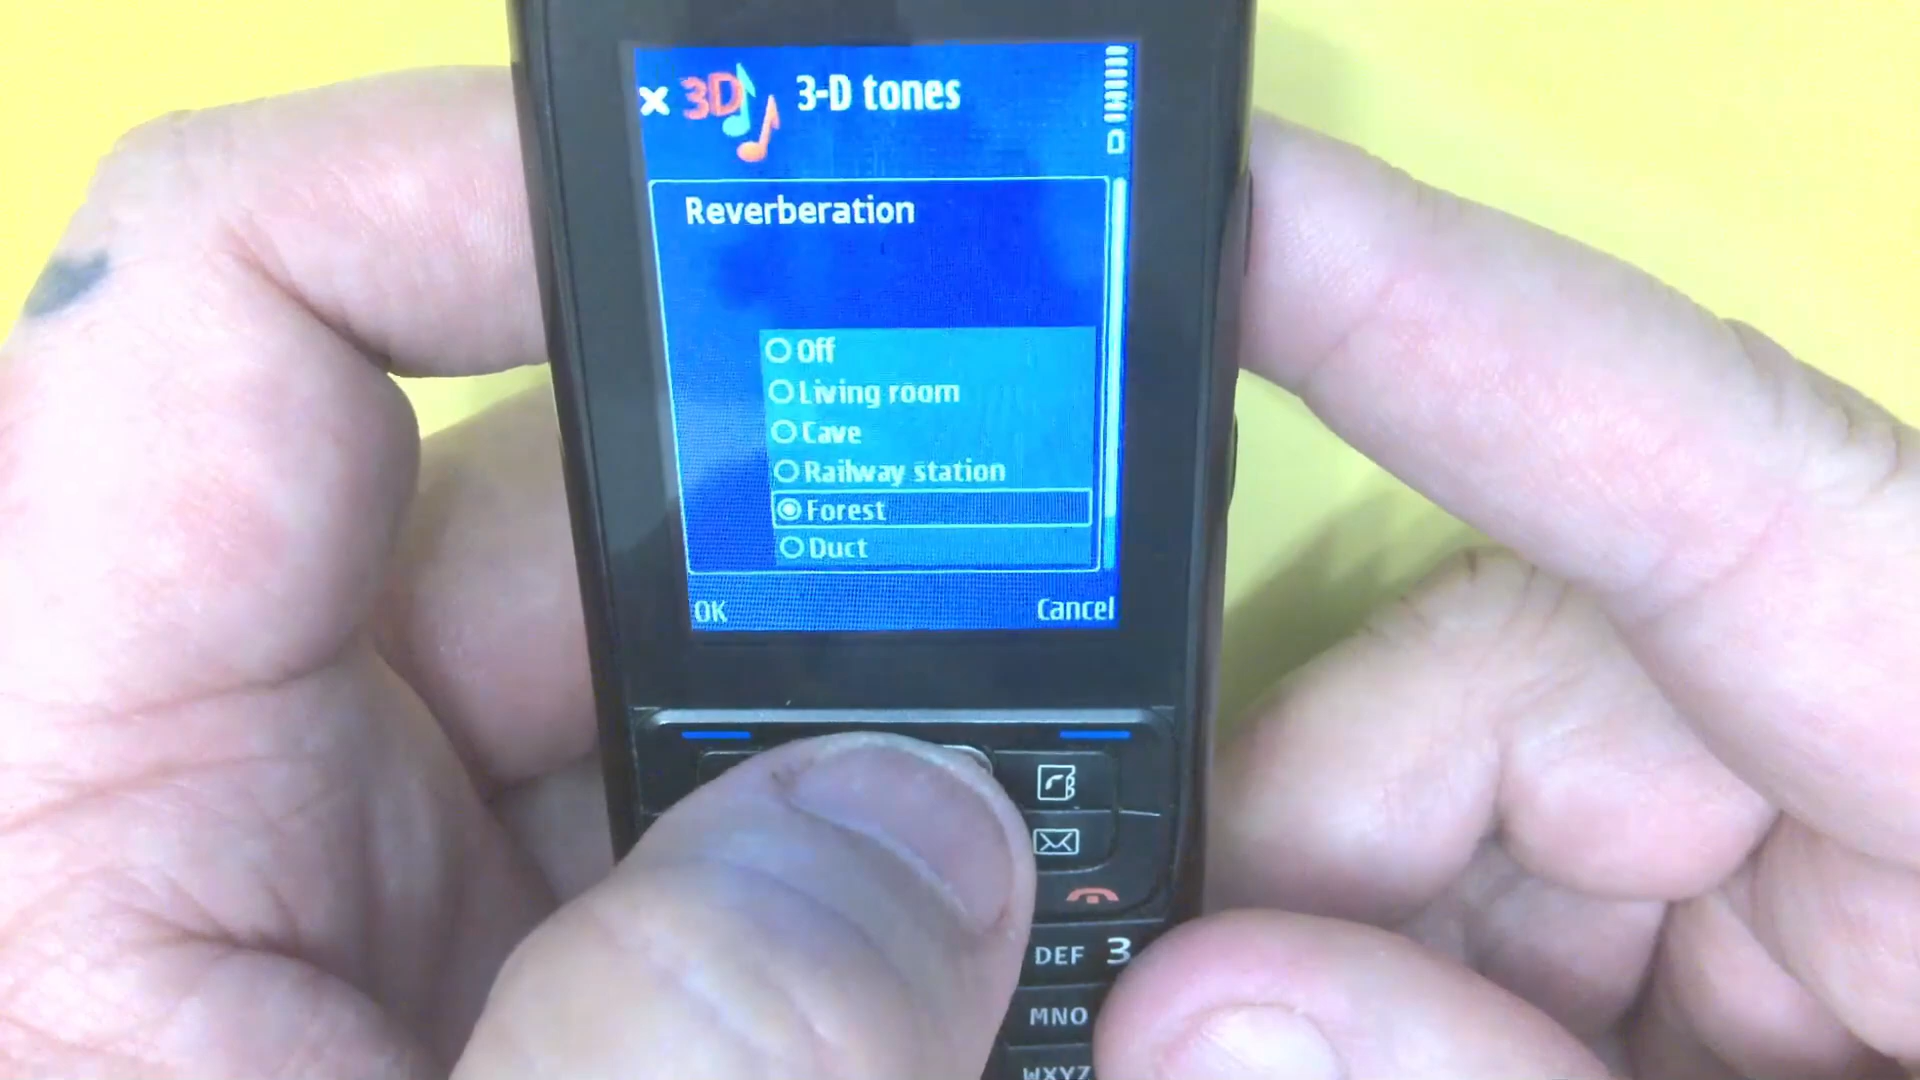 3D 3-D tones
Reverberation
Off
Living room
Cave
Railway station
Forest
Duct
OK Cancel
DEF 3
MNO
WXYZ